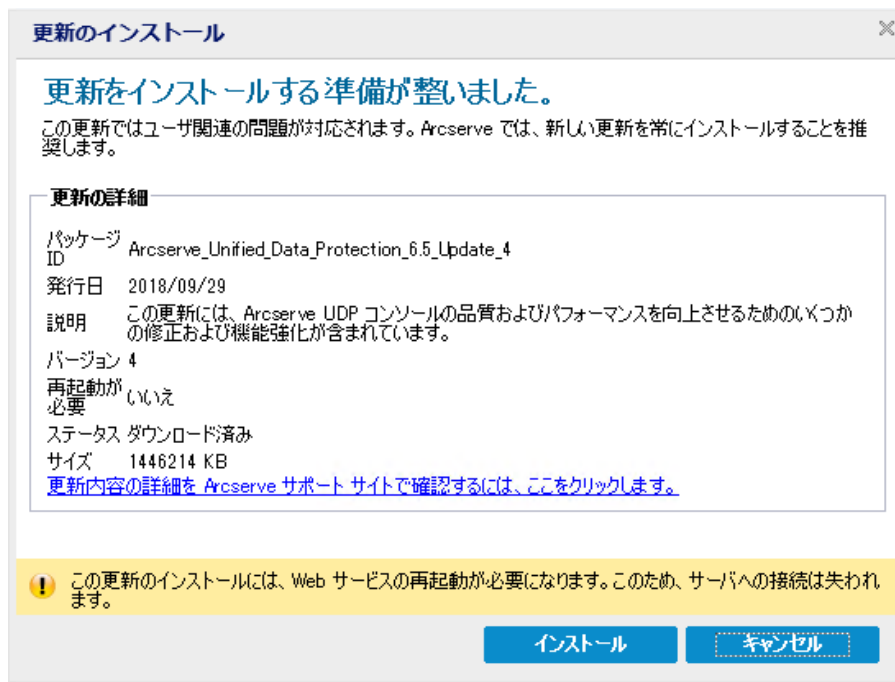 更新のインストール
更新をインストールする準備が整いました。
この更新ではユーザ関連の問題が対応されます。Arcserve では、新しい更新を常にインストールすることを推
奨します。
更新の詳細
パッケージ
ID
Arcserve_Unified_Data_Protection_6.5_Update_4
発行日 2018/09/29
説明 この更新には、Arcserve UDP コンソールの品質およびパフォーマンスを向上させるためのいくつか
の修正および機能強化が含まれています。
バージョン 4
再起動が
必要
いいえ
ステータス ダウンロード済み
サイズ 1446214 KB
更新内容の詳細を Arcserve サポート サイトで確認するには、ここをクリックします。
この更新のインストールには、Web サービスの再起動が必要になります。このため、サーバへの接続は失われ
ます。
インストール キャンセル